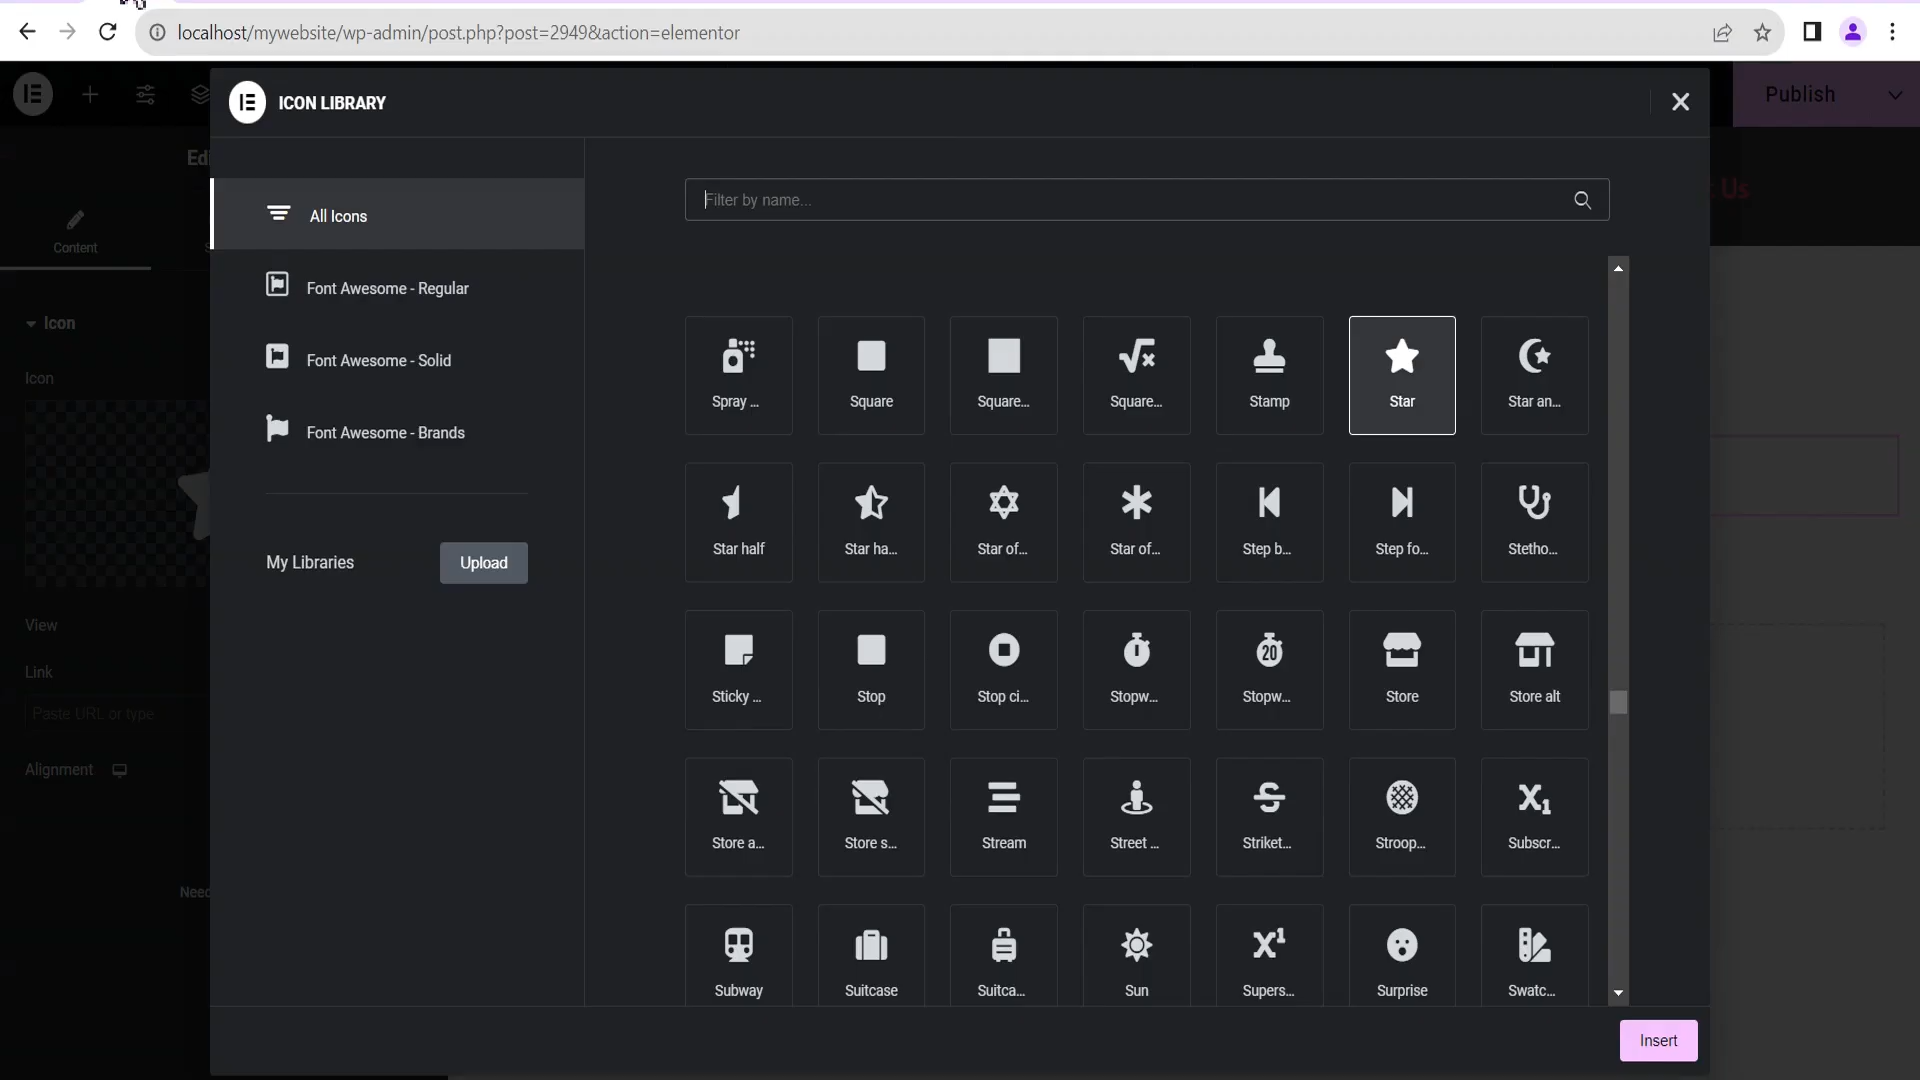 localhost/mywebsite/wp-admin/post.php?post=2949&action=elementor
ICON LIBRARY
Publish
Edi
t Us
Filter by name...
All Icons
Content
Font Awesome - Regular
Icon
Font Awesome - Solid
Icon
Font Awesome - Brands
My Libraries
Upload
View
Link
Paste URL or type
Alignment
Need
Spray ...
Square
Square...
Square...
Stamp
Star
Star an...
Star half
Star ha...
Star of...
Star of...
Step b...
Step fo...
Stetho...
Sticky ...
Stop
Stop ci...
Stopw...
20
Stopw...
Store
Store alt
Store a...
Store s...
Stream
Street ...
Striket...
Stroop...
Subscr...
Subway
Suitcase
Suitca...
Sun
Supers...
Surprise
Swatc...
Insert